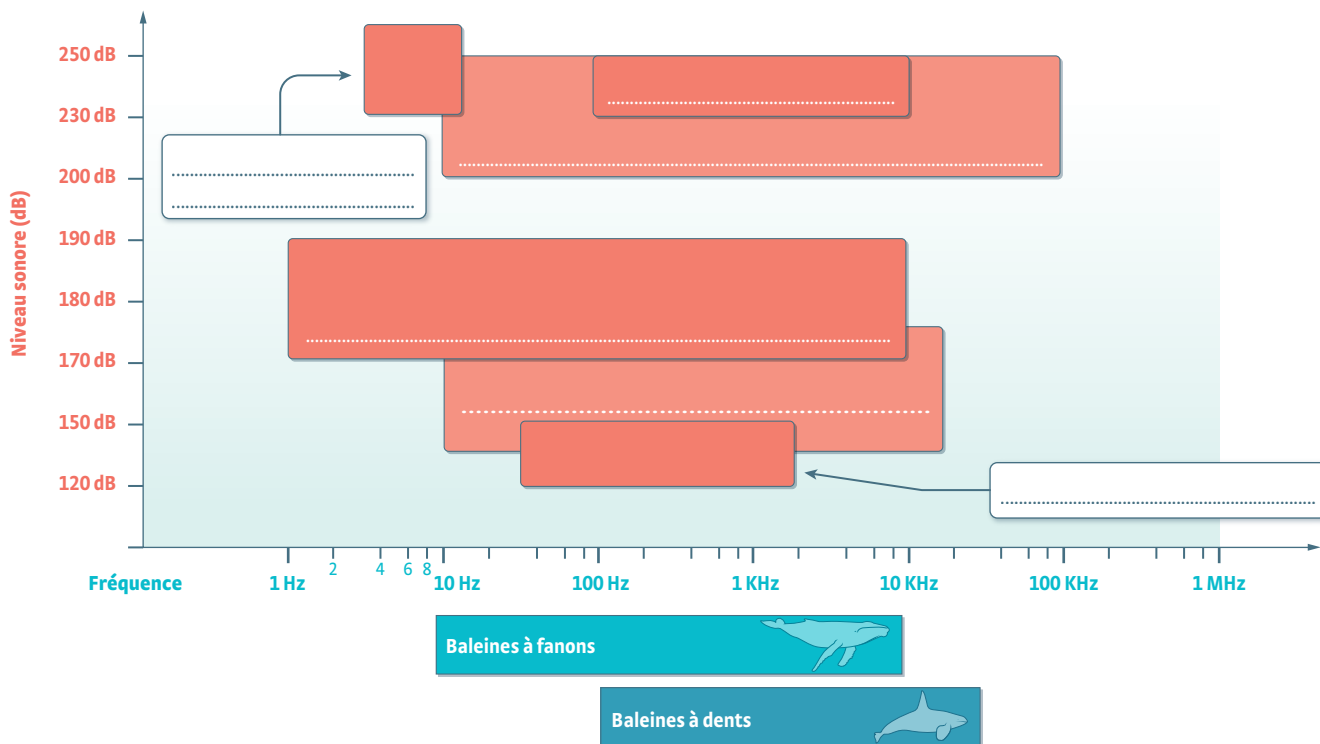 Niveau sonore (dB)
250 dB
230 dB
200 dB
190 dB
180 dB
170 dB
150 dB
120 dB
2 4 6 8
Fréquence 1 Hz 10 Hz 100 Hz 1 KHz 10 KHz 100 KHz 1 MHz
Baleines à fanons
Baleines à dents